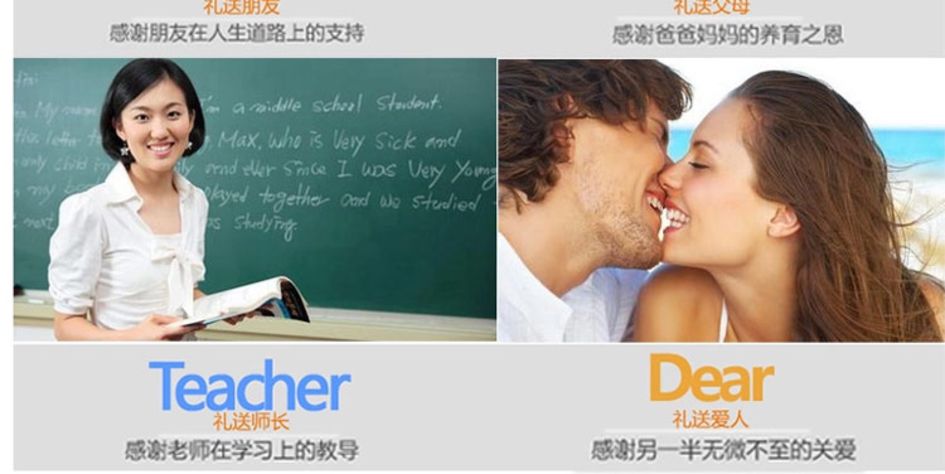 礼送朋友
感谢朋友在人生道路上的支持
礼送父母
感谢爸爸妈妈的养育之恩
I'm a middle school student.
Max, who is Very Sick and
and ever since I was Very Young
played together and we studied
studying.
Teacher
礼送师长
感谢老师在学习上的教导
Dear
礼送爱人
感谢另一半无微不至的关爱